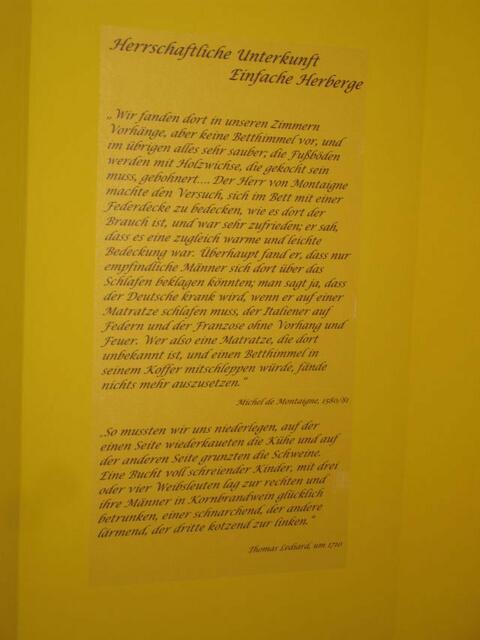 Herrschaftliche Unterkunft
Einfache Herberge
„Wir fanden dort in unseren Zimmern
Vorhänge, aber keine Betthimmel vor, und
im übrigen alles sehr sauber; die Fußböden
werden mit Holzwichse, die gekocht sein
muss, gebohnert.... Der Herr von Montaigne
machte den Versuch, sich im Bett mit einer
Federdecke zu bedecken, wie es dort der
Brauch ist, und war sehr zufrieden; er sah,
dass es eine zugleich warme und leichte
Bedeckung war. Überhaupt fand er, dass nur
empfindliche Männer sich dort über das
Schlafen beklagen könnten; man sagt ja, dass
der Deutsche krank wird, wenn er auf einer
Matratze schlafen muss, der Italiener auf
Federn und der Franzose ohne Vorhang und
Feuer. Wer also eine Matratze, die dort
unbekannt ist, und einen Betthimmel in
seinem Koffer mitschleppen würde, fände
nichts mehr auszusetzen.“
Michel de Montaigne, 1580/81
„So mussten wir uns niederlegen, auf der
einen Seite wiederkaueten die Kühe und auf
der anderen Seite grunzten die Schweine.
Eine Bucht voll schreiender Kinder, mit drei
oder vier Weibsleuten lag zur rechten und
ihre Männer in Kornbrandwein glücklich
betrunken, einer schnarchend, der andere
lärmend, der dritte kotzend zur linken.“
Thomas Lediard, um 1710